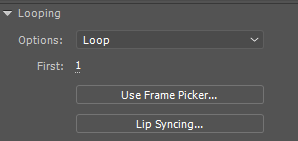 Looping
Options: Loop
First: 1
Use Frame Picker...
Lip Syncing...